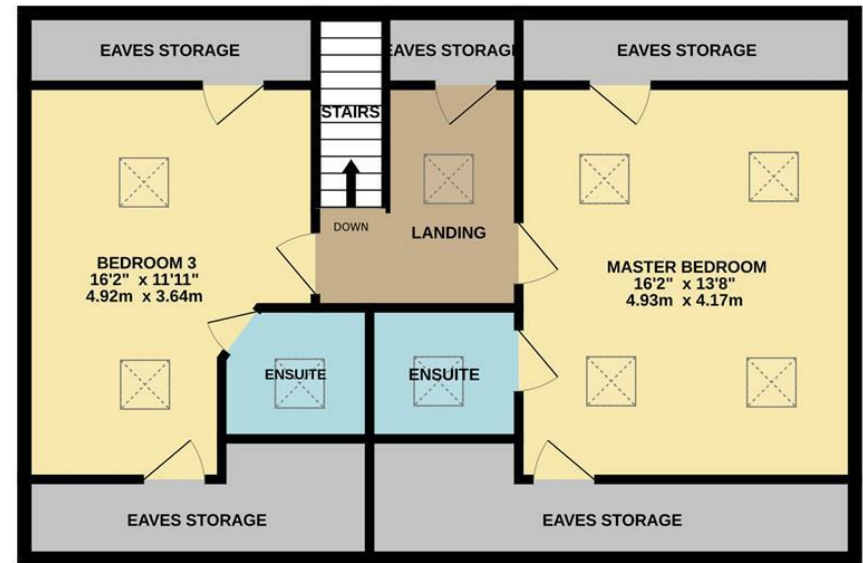 EAVES STORAGE
EAVES STORAGE
EAVES STORAGE
STAIRS
DOWN
LANDING
BEDROOM 3
16'2" x 11'11"
4.92m x 3.64m
MASTER BEDROOM
16'2" x 13'8"
4.93m x 4.17m
ENSUITE
ENSUITE
EAVES STORAGE
EAVES STORAGE